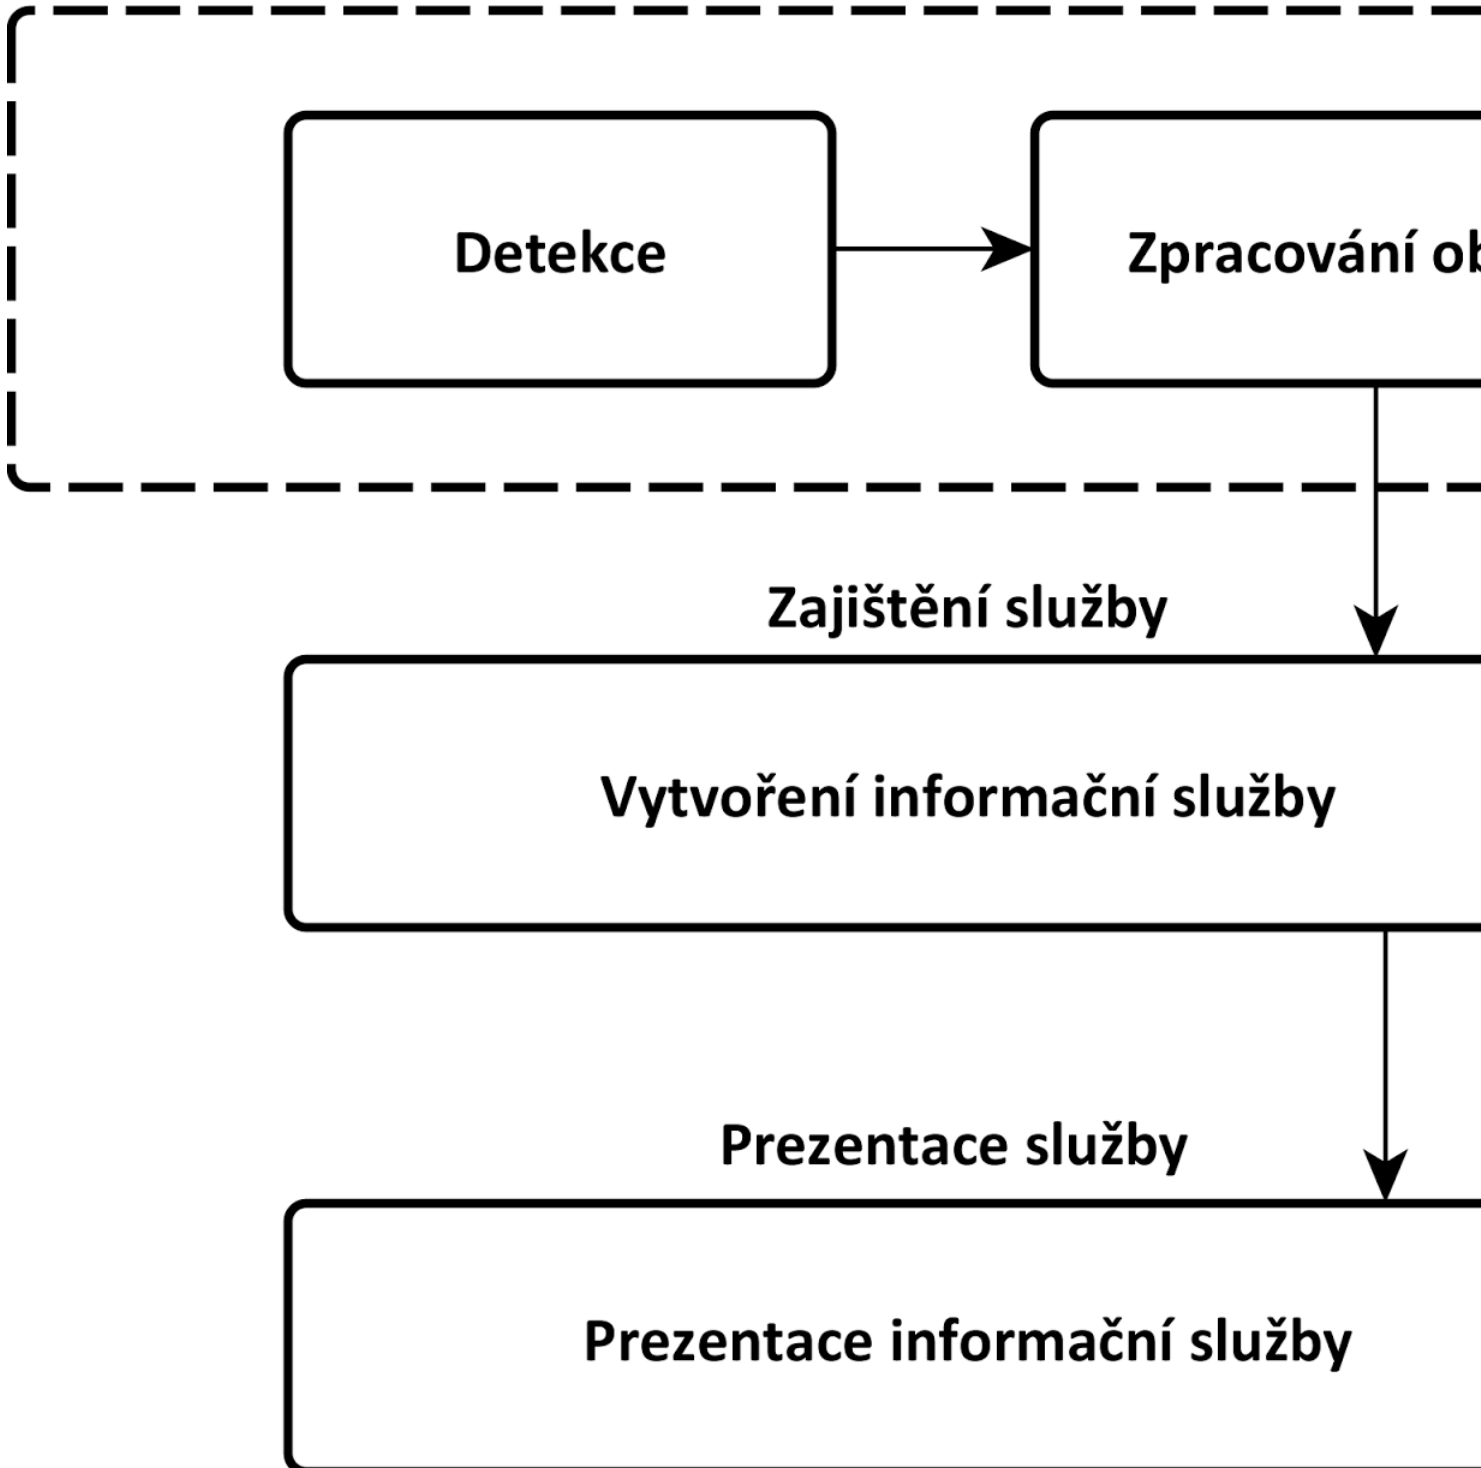 Detekce
Zpracování
Zajištění služby
Vytvoření informační služby
Prezentace služby
Prezentace informační služby